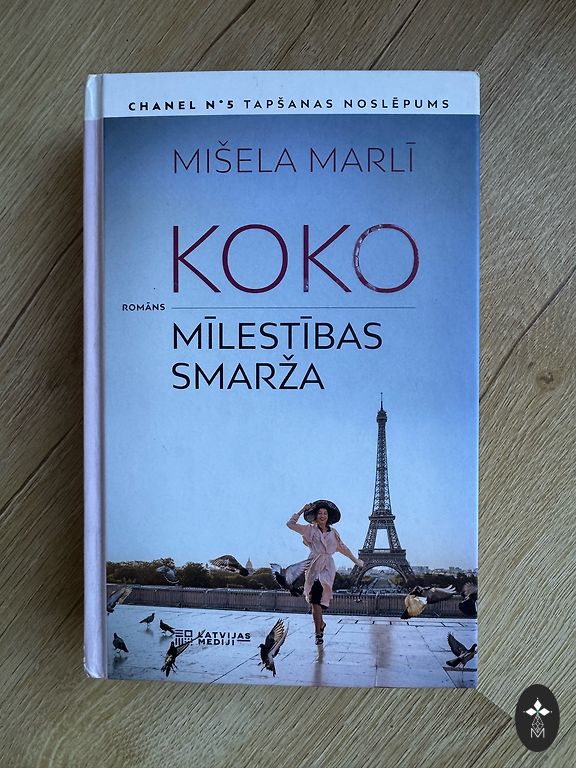 CHANEL N°5 TAPŠANAS NOSLĒPUMS
MIŠELA MARLĪ
KOKO
ROMĀNS
MĪLESTĪBAS
SMARŽA
LATVIJAS
MEDIJI
M